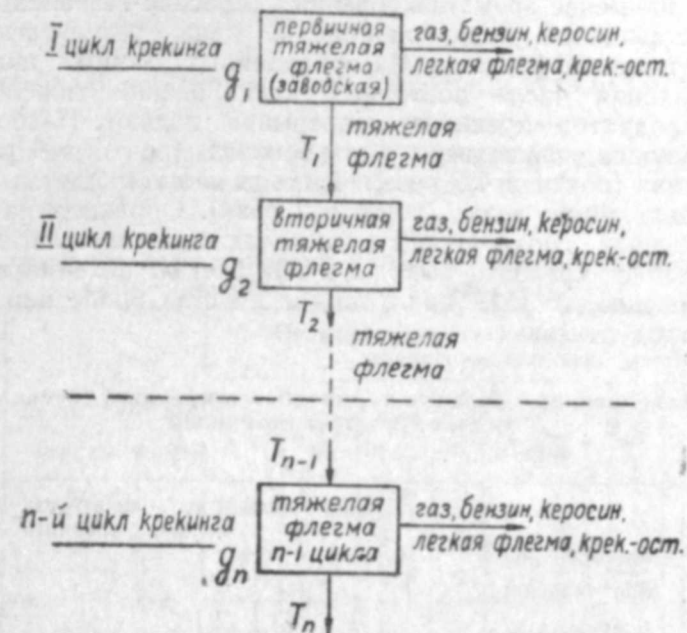 I цикл крекинга
g₁
первичная
тяжелая
флегма
(заводская)
газ, бензин, керосин,
легкая флегма, крек-ост.
T₁ тяжелая
флегма
II цикл крекинга
g₂
вторичная
тяжелая
флегма
газ, бензин, керосин,
легкая флегма, крек-ост.
T₂
тяжелая
флегма
Tₙ₋₁
n-й цикл крекинга
gₙ
тяжелая
флегма
n-1 цикла
газ, бензин, керосин,
легкая флегма, крек.-ост.
Tₙ